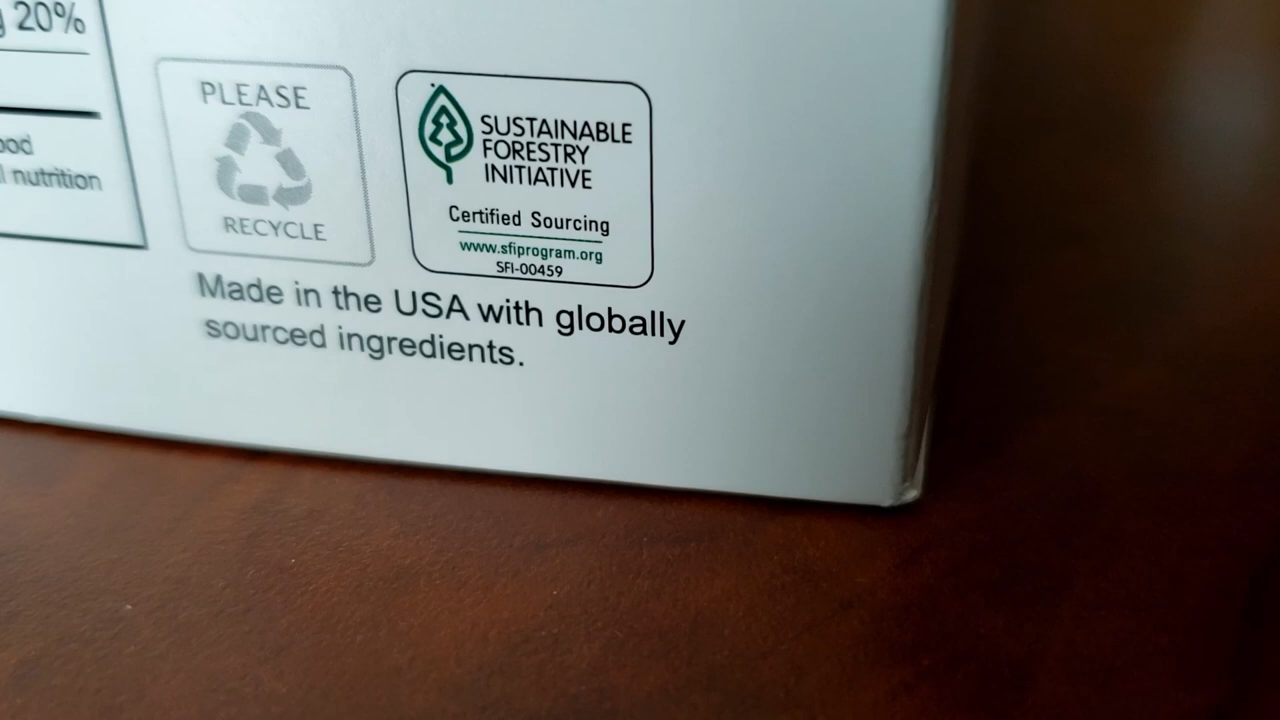 20%
nutrition
PLEASE
RECYCLE
SUSTAINABLE
FORESTRY
INITIATIVE
Certified Sourcing
www.sfiprogram.org
SFI-00459
Made in the USA with globally
sourced ingredients.